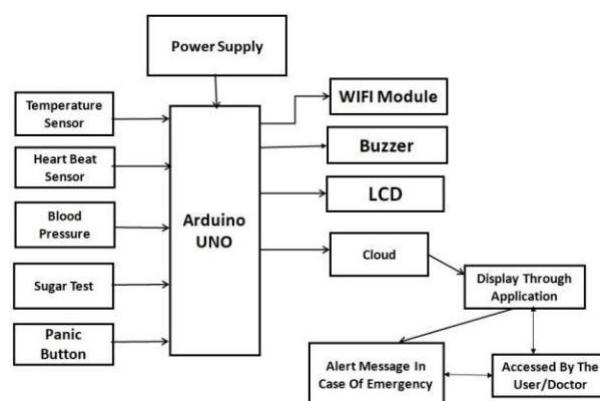 Power Supply
Temperature
Sensor
Heart Beat
Sensor
Blood
Pressure
Sugar Test
Panic
Button
Arduino
UNO
WIFI Module
Buzzer
LCD
Cloud
Display Through
Application
Alert Message In
Case Of Emergency
Accessed By The
User/Doctor